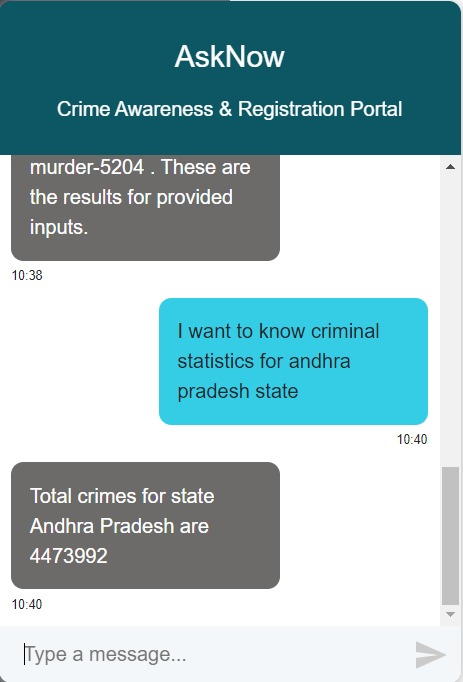 AskNow
Crime Awareness & Registration Portal
murder-5204 . These are
the results for provided
inputs.
10:38
I want to know criminal
statistics for andhra
pradesh state
10:40
Total crimes for state
Andhra Pradesh are
4473992
10:40
Type a message...